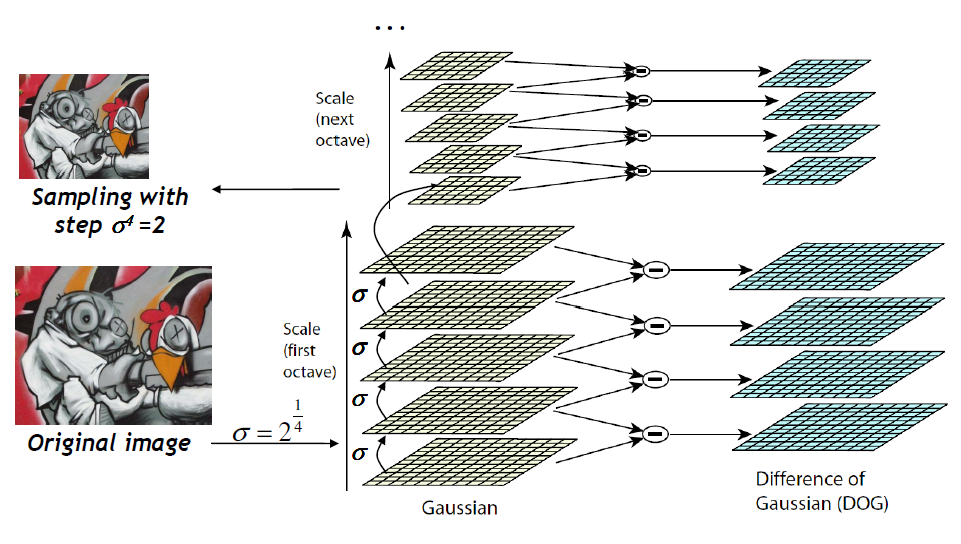 ...
Scale
(next
octave)
Sampling with
step σ⁴ =2
Scale
(first
octave)
σ
σ
σ
σ
Original image
σ = 2^{1/4}
Gaussian
Difference of
Gaussian (DOG)